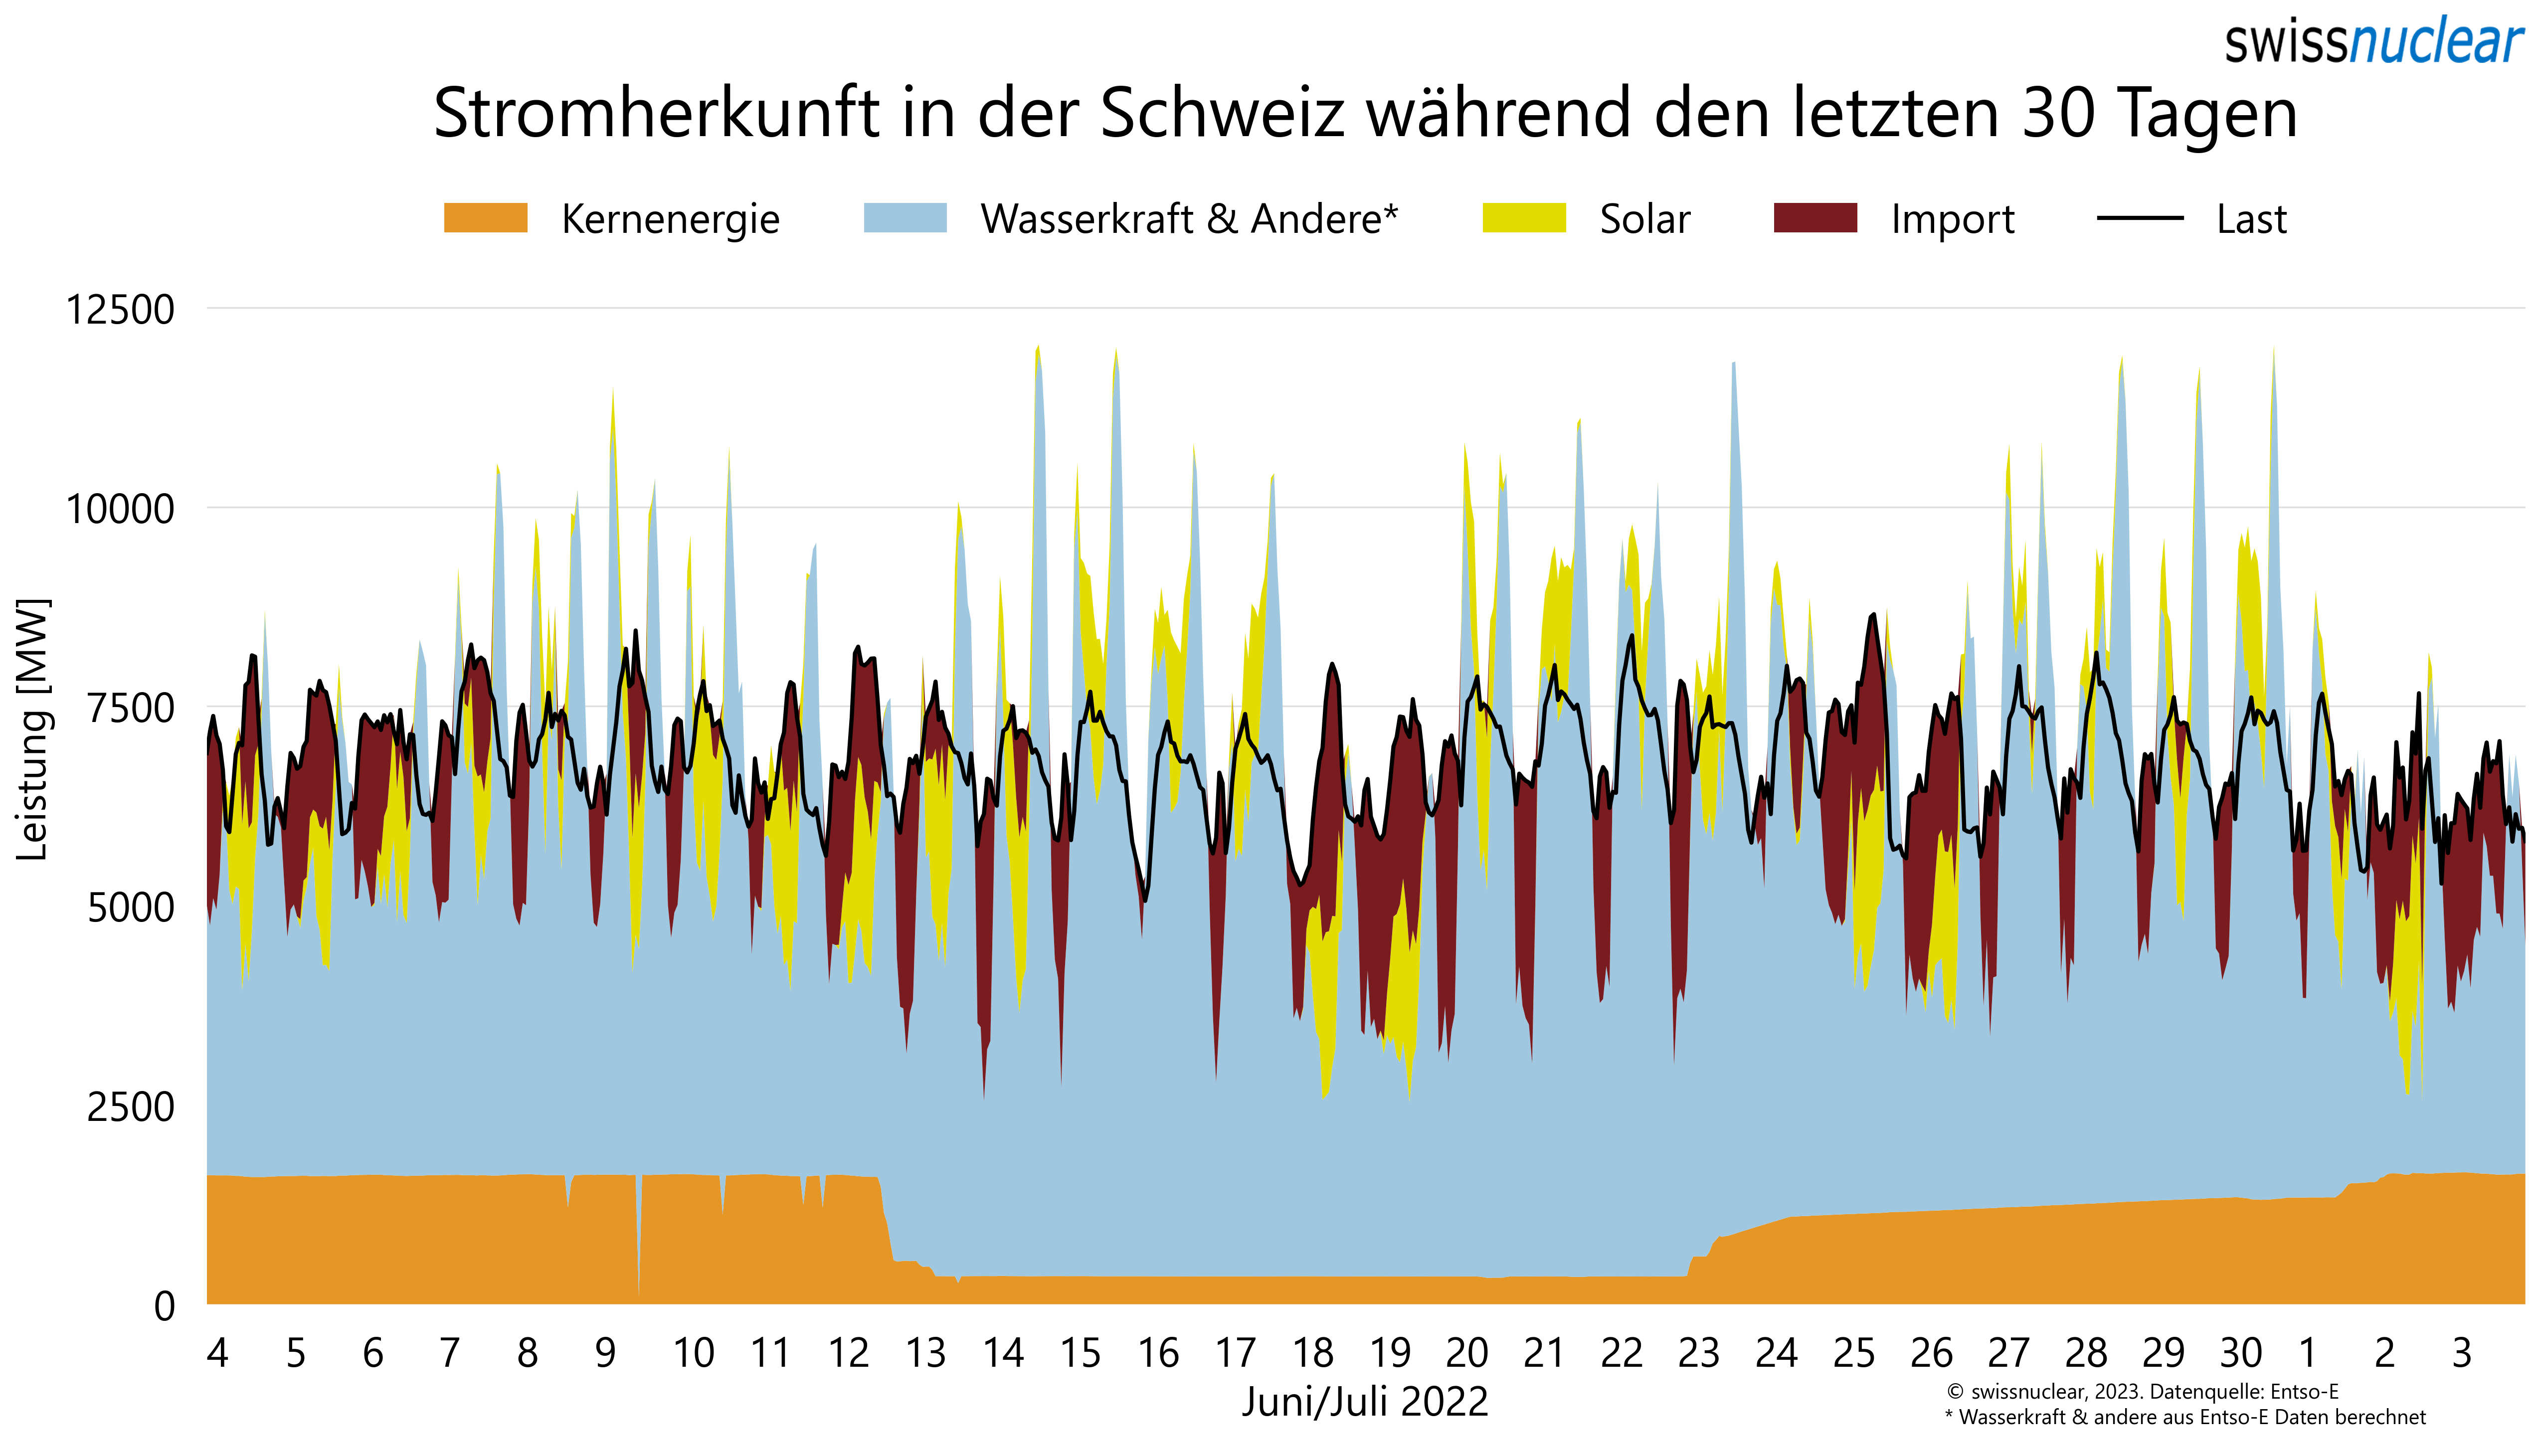 swissnuclear
Stromherkunft in der Schweiz während den letzten 30 Tagen
Kernenergie Wasserkraft & Andere* Solar Import Last
12500
10000
7500
5000
2500
0
Leistung [MW]
4 5 6 7 8 9 10 11 12 13 14 15 16 17 18 19 20 21 22 23 24 25 26 27 28 29 30 1 2 3
Juni/Juli 2022
© swissnuclear, 2023. Datenquelle: Entso-E
* Wasserkraft & andere aus Entso-E Daten berechnet